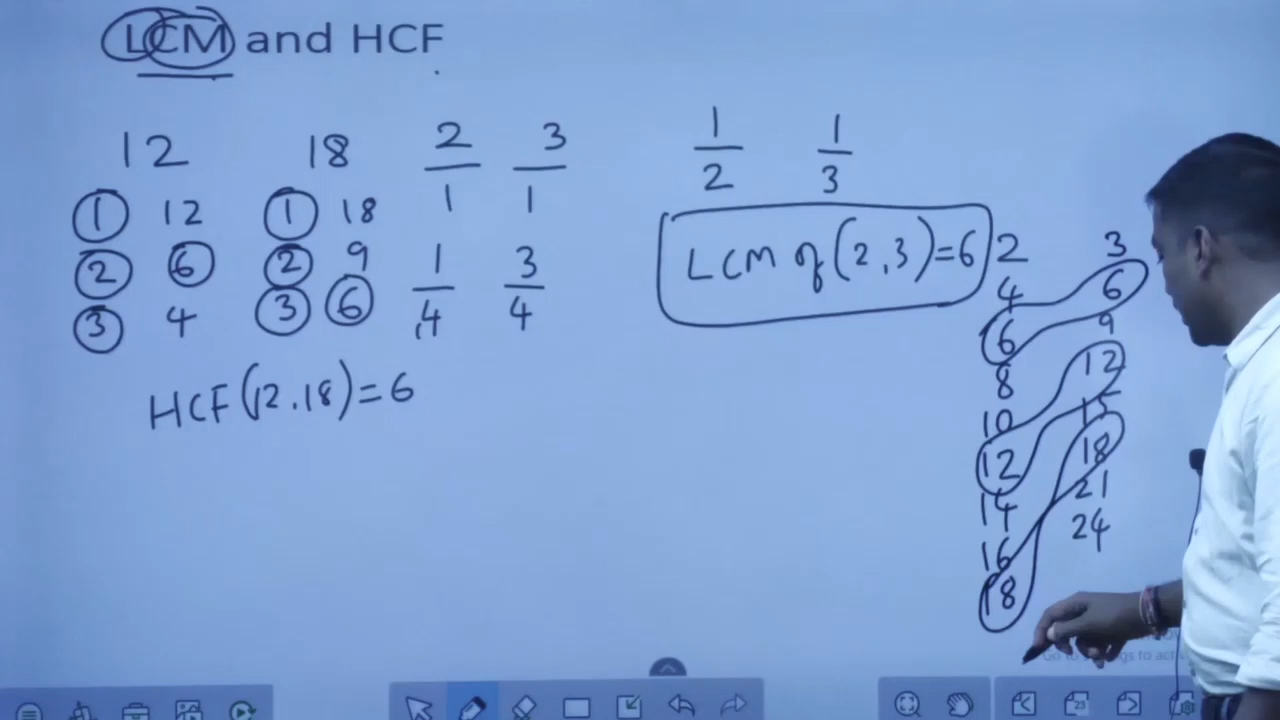 LCM and HCF
12 18 2/1 3/1
1 12 1 18
2 6 2 9 1/4 3/4
3 4 3 6
HCF(12.18)=6
1/2 1/3
LCM of (2,3)=6
2 3
4 6
6 9
8 12
10 15
12 18
14 21
16 24
18
23